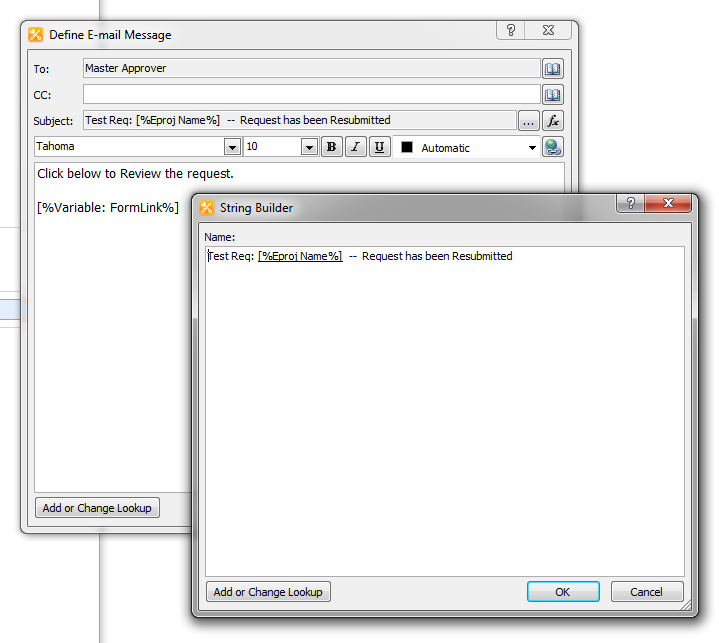 Define E-mail Message
?
To: Master Approver
CC:
Subject: Test Req: [%Eproj Name%]  --  Request has been Resubmitted ... fx
Tahoma 10 B I U Automatic
Click below to Review the request.
[%Variable: FormLink%]
Add or Change Lookup
String Builder
?
Name:
Test Req: [%Eproj Name%]  --  Request has been Resubmitted
Add or Change Lookup OK Cancel